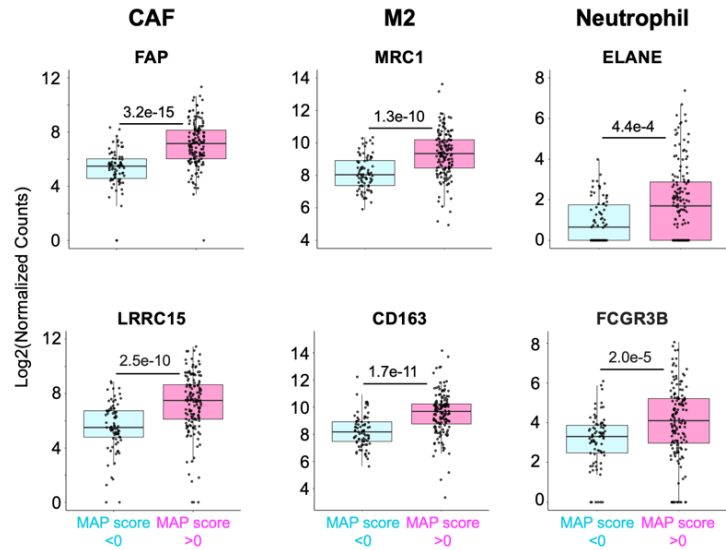 CAF M2 Neutrophil
FAP MRC1 ELANE
12 14 8
3.2e-15 1.3e-10 4.4e-4
8 12 6
10 4
4 8 2
6
0 4 0
Log2(Normalized Counts)
LRRC15 CD163 FCGR3B
12 16 8
2.5e-10 1.7e-11 2.0e-5
14
8 12 6
10 4
4 8 2
6
0 4 0
MAP score MAP score MAP score MAP score MAP score MAP score
<0 >0 <0 >0 <0 >0